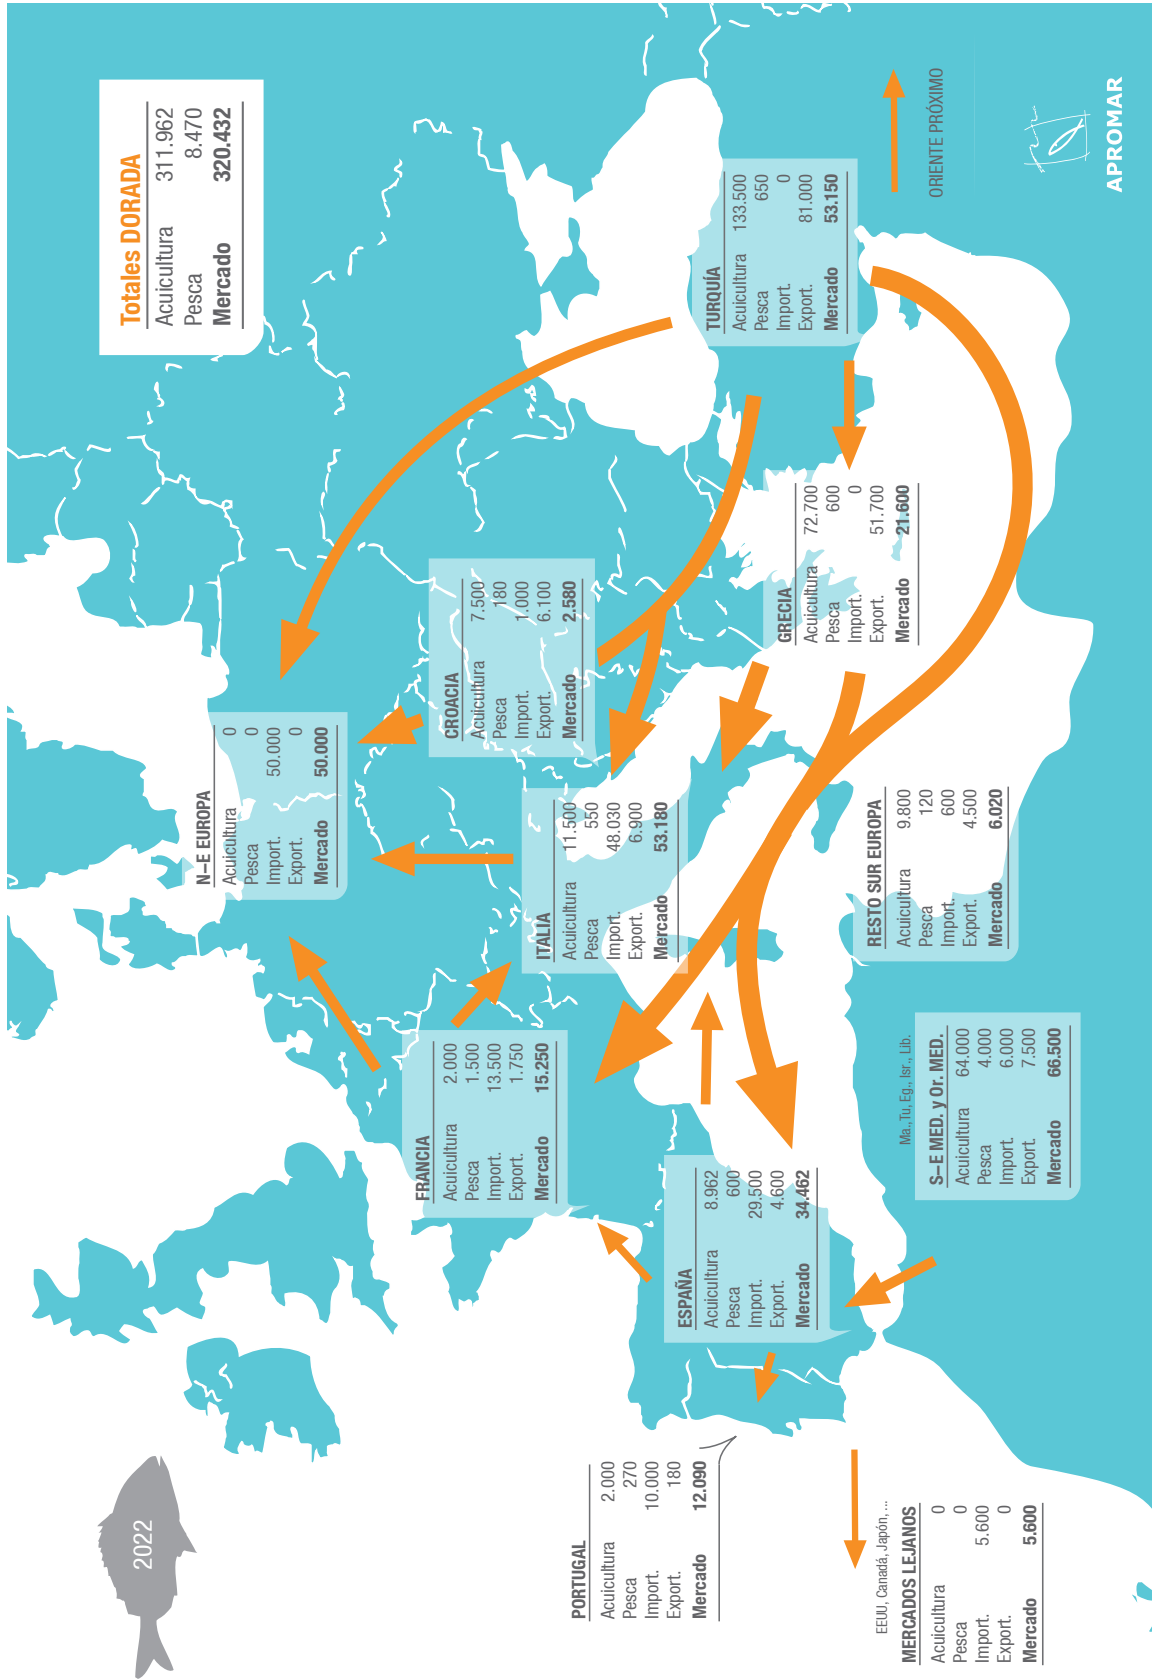 2022
Totales DORADA
Acuicultura 311.962
Pesca 8.470
Mercado 320.432
N–E EUROPA
Acuicultura 0
Pesca 0
Import. 50.000
Export. 0
Mercado 50.000
FRANCIA
Acuicultura 2.000
Pesca 1.500
Import. 13.500
Export. 1.750
Mercado 15.250
CROACIA
Acuicultura 7.500
Pesca 180
Import. 1.000
Export. 6.100
Mercado 2.580
ITALIA
Acuicultura 11.500
Pesca 550
Import. 48.030
Export. 6.900
Mercado 53.180
PORTUGAL
Acuicultura 2.000
Pesca 270
Import. 10.000
Export. 180
Mercado 12.090
ESPAÑA
Acuicultura 8.962
Pesca 600
Import. 29.500
Export. 4.600
Mercado 34.462
TURQUÍA
Acuicultura 133.500
Pesca 650
Import. 0
Export. 81.000
Mercado 53.150
GRECIA
Acuicultura 72.700
Pesca 600
Import. 0
Export. 51.700
Mercado 21.600
RESTO SUR EUROPA
Acuicultura 9.800
Pesca 120
Import. 600
Export. 4.500
Mercado 6.020
EEUU, Canadá, Japón, ...
MERCADOS LEJANOS
Acuicultura 0
Pesca 0
Import. 5.600
Export. 0
Mercado 5.600
Ma., Tu, Eg., Isr., Lib.
S–E MED. y Or. MED.
Acuicultura 64.000
Pesca 4.000
Import. 6.000
Export. 7.500
Mercado 66.500
ORIENTE PRÓXIMO
APROMAR